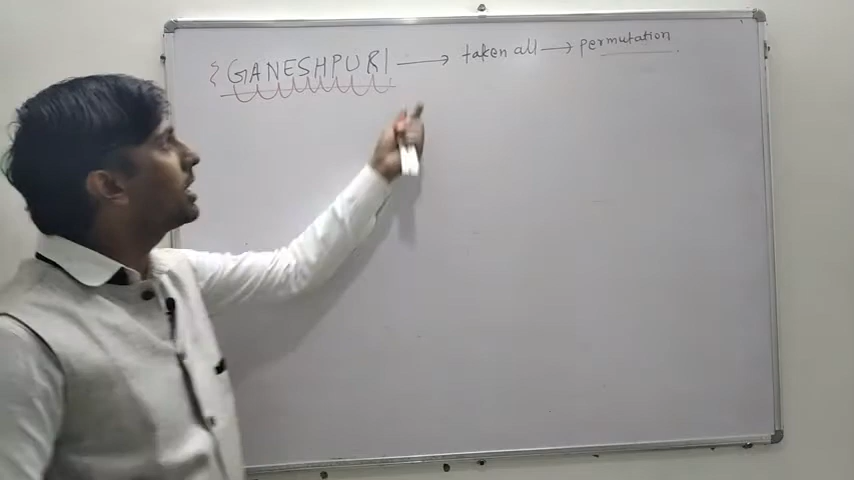 { GANESHPURI → taken all → permutation.